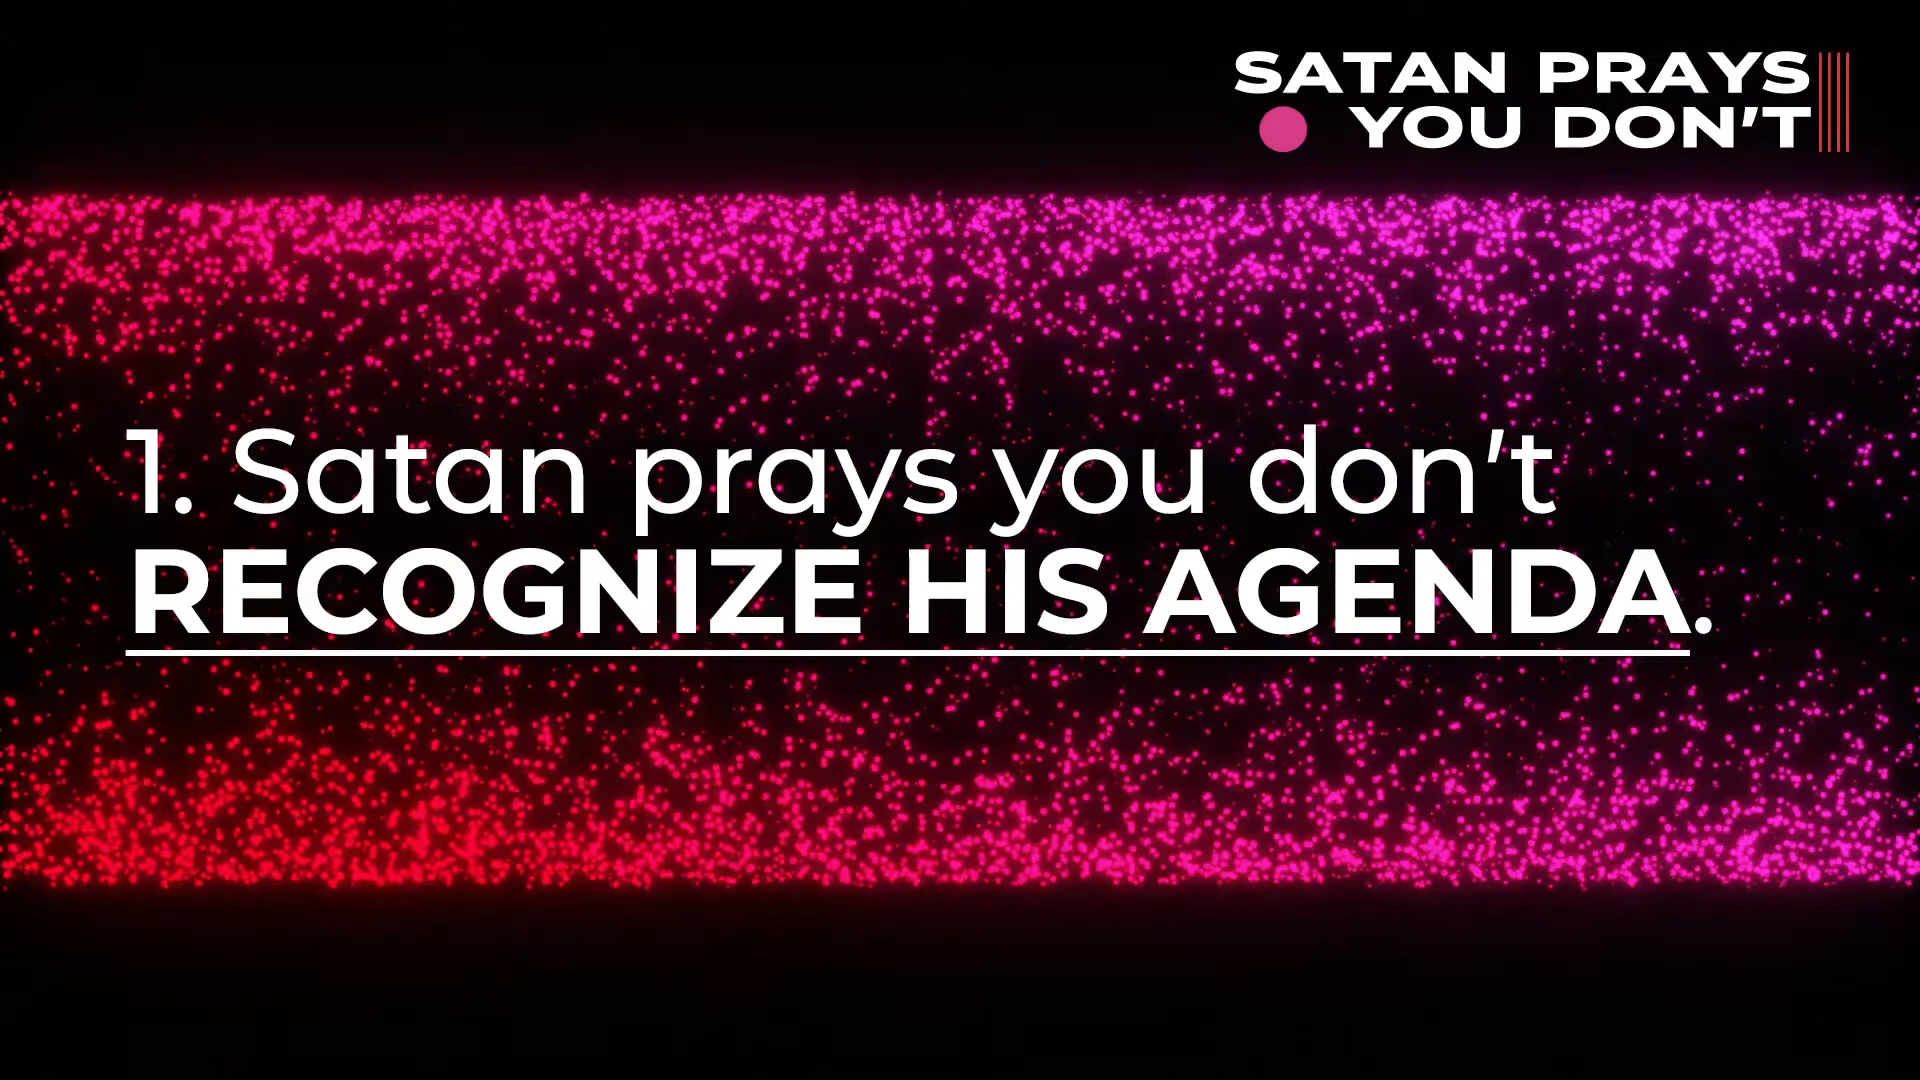 SATAN PRAYS
YOU DON'T
1. Satan prays you don't
RECOGNIZE HIS AGENDA.